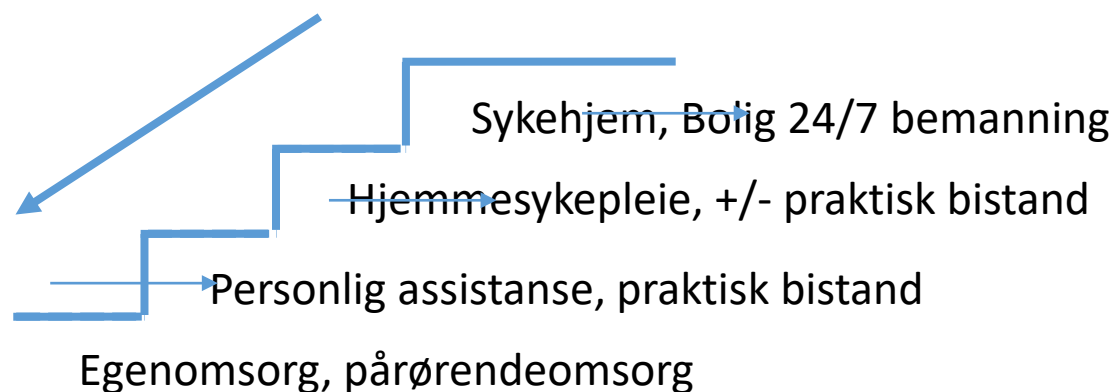 Sykehjem, Bolig 24/7 bemanning
Hjemmesykepleie, +/- praktisk bistand
Personlig assistanse, praktisk bistand
Egenomsorg, pårørendeomsorg